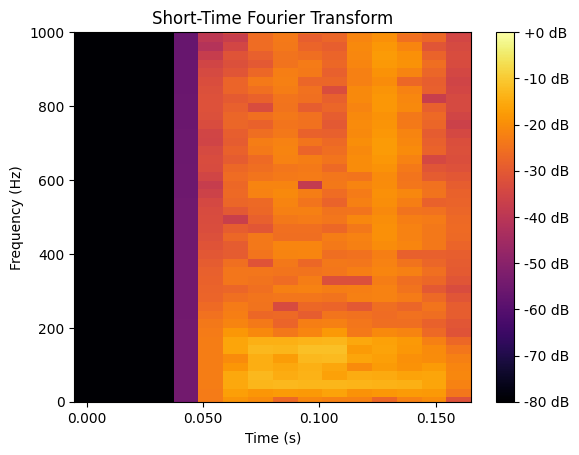 Short-Time Fourier Transform
1000
800
600
400
200
0
Frequency (Hz)
0.000
0.050
0.100
0.150
Time (s)
+0 dB
-10 dB
-20 dB
-30 dB
-40 dB
-50 dB
-60 dB
-70 dB
-80 dB